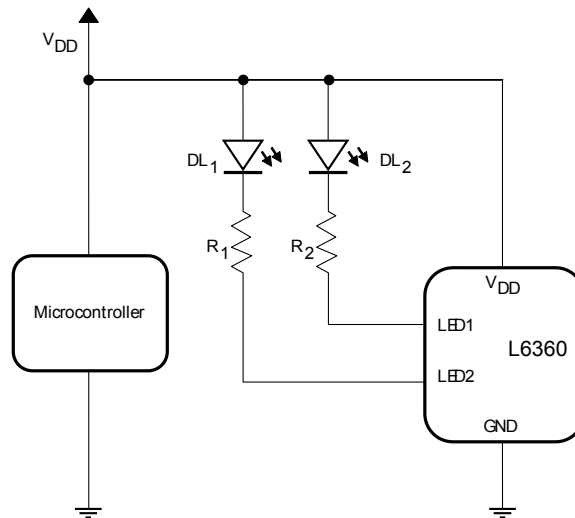 VDD
DL1
DL2
R1
R2
VDD
Microcontroller
LED1
L6360
LED2
GND